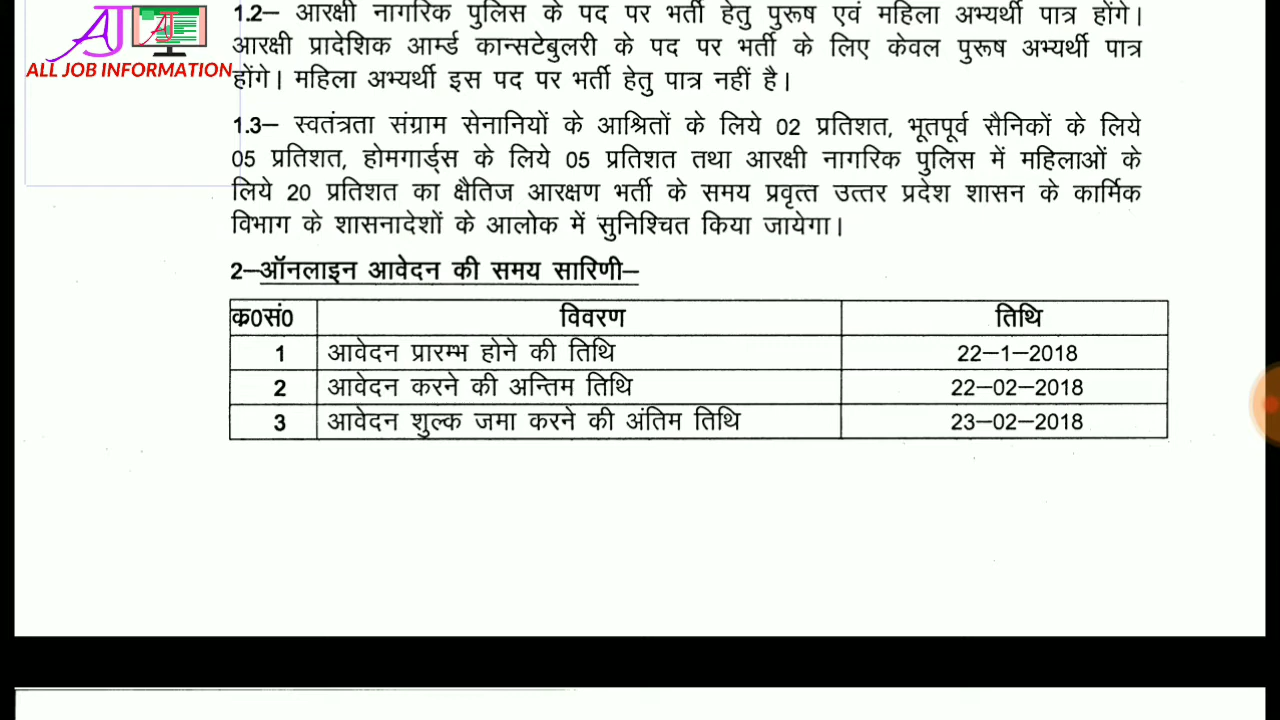 AJ
AJ
ALL JOB INFORMATION
1.2– आरक्षी नागरिक पुलिस के पद पर भर्ती हेतु पुरूष एवं महिला अभ्यर्थी पात्र होंगे।
आरक्षी प्रादेशिक आर्म्ड कान्सटेबुलरी के पद पर भर्ती के लिए केवल पुरूष अभ्यर्थी पात्र
होंगे। महिला अभ्यर्थी इस पद पर भर्ती हेतु पात्र नहीं है।
1.3– स्वतंत्रता संग्राम सेनानियों के आश्रितों के लिये 02 प्रतिशत, भूतपूर्व सैनिकों के लिये
05 प्रतिशत, होमगार्ड्स के लिये 05 प्रतिशत तथा आरक्षी नागरिक पुलिस में महिलाओं के
लिये 20 प्रतिशत का क्षैतिज आरक्षण भर्ती के समय प्रवृत्त उत्तर प्रदेश शासन के कार्मिक
विभाग के शासनादेशों के आलोक में सुनिश्चित किया जायेगा।
2–ऑनलाइन आवेदन की समय सारिणी–
क0सं0 विवरण तिथि
1 आवेदन प्रारम्भ होने की तिथि 22–1–2018
2 आवेदन करने की अन्तिम तिथि 22–02–2018
3 आवेदन शुल्क जमा करने की अंतिम तिथि 23–02–2018